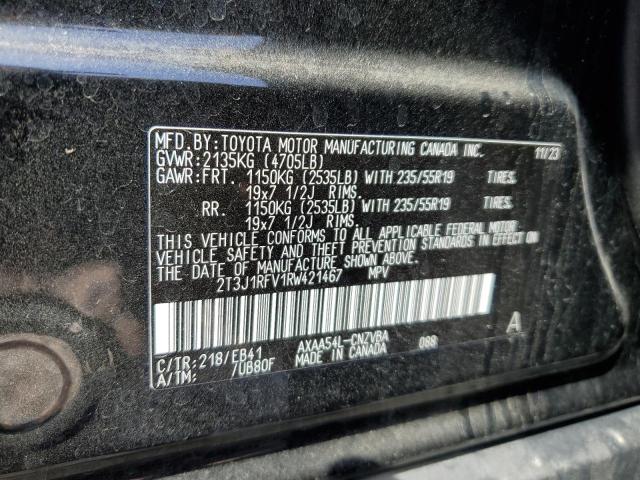 MFD.BY:TOYOTA MOTOR MANUFACTURING CANADA INC. 11/23
GVWR:2135KG (4705LB)
GAWR:FRT. 1150KG (2535LB) WITH 235/55R19 TIRES.
19x7 1/2J RIMS.
RR. 1150KG (2535LB) WITH 235/55R19 TIRES.
19x7 1/2J RIMS.
THIS VEHICLE CONFORMS TO ALL APPLICABLE FEDERAL MOTOR
VEHICLE SAFETY AND THEFT PREVENTION STANDARDS IN EFFECT ON
THE DATE OF MANUFACTURE SHOWN ABOVE.
2T3J1RFV1RW421467 MPV
C/TR:218/EB41 AXAA54L-CNZVBA 088 A
A/TM: /UB80F MADE IN CANADA